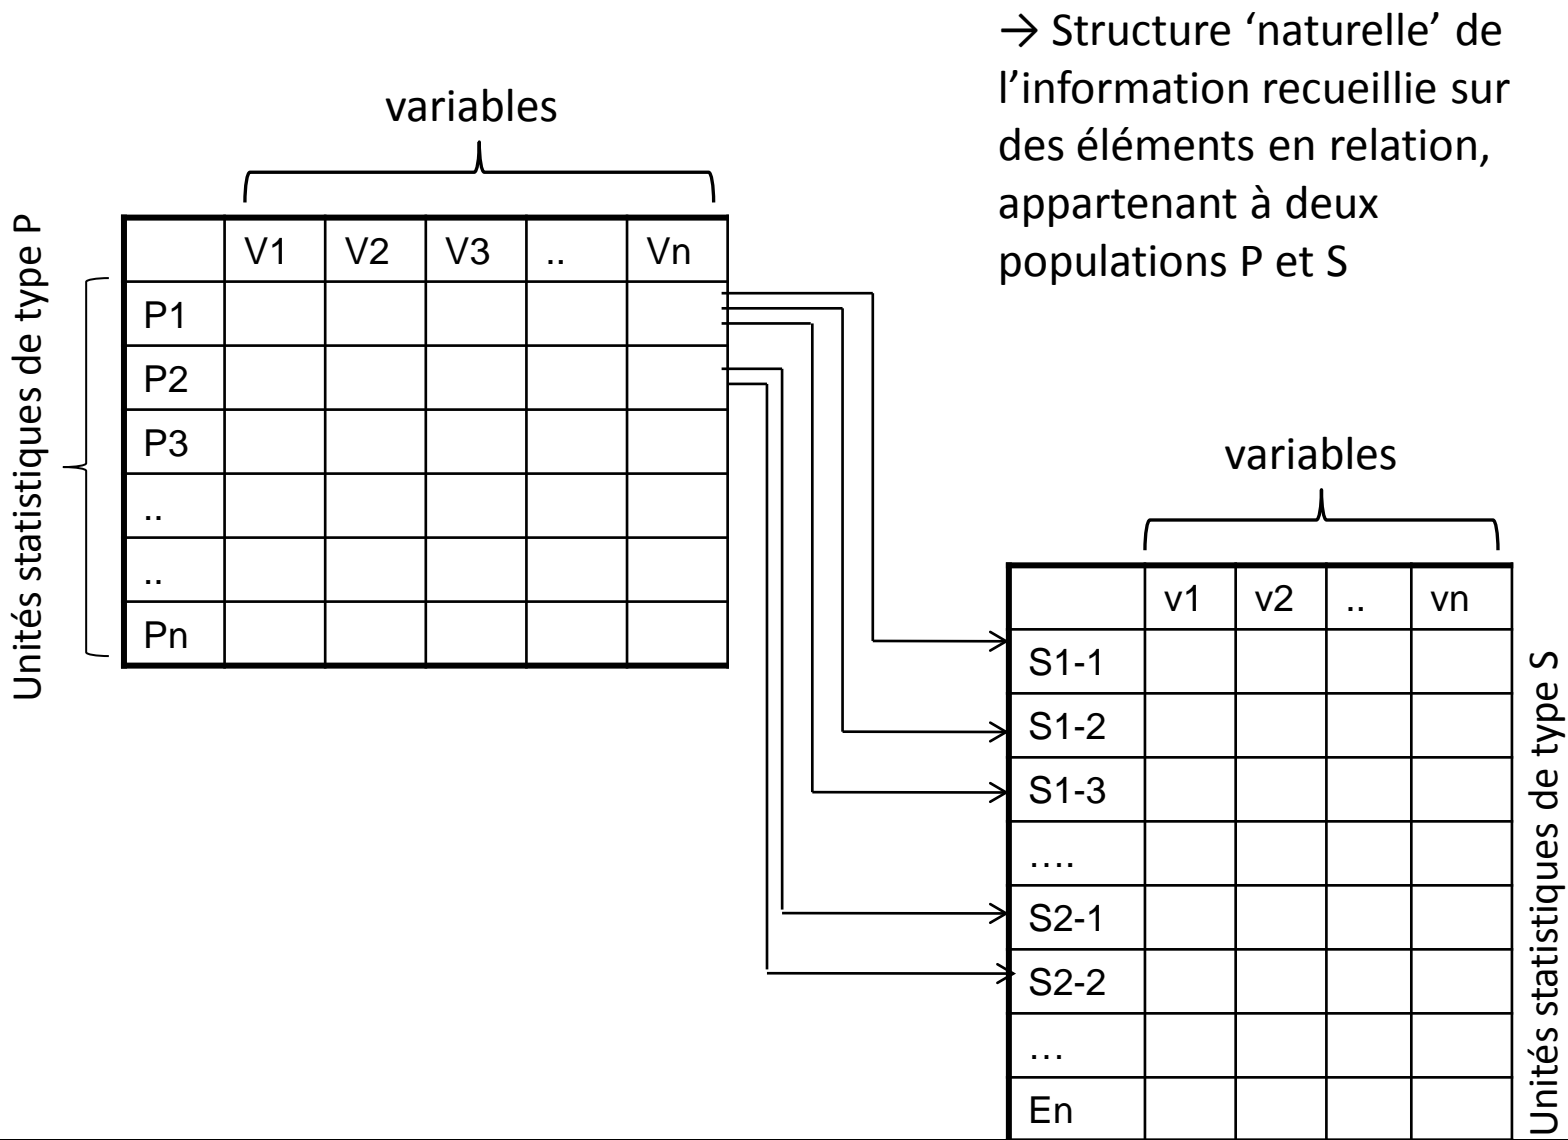 → Structure ‘naturelle’ de
l’information recueillie sur
des éléments en relation,
appartenant à deux
populations P et S
variables
Unités statistiques de type P
V1 V2 V3 .. Vn
P1
P2
P3
..
..
Pn
variables
v1 v2 .. vn
S1-1
S1-2
S1-3
….
S2-1
S2-2
…
En
Unités statistiques de type S